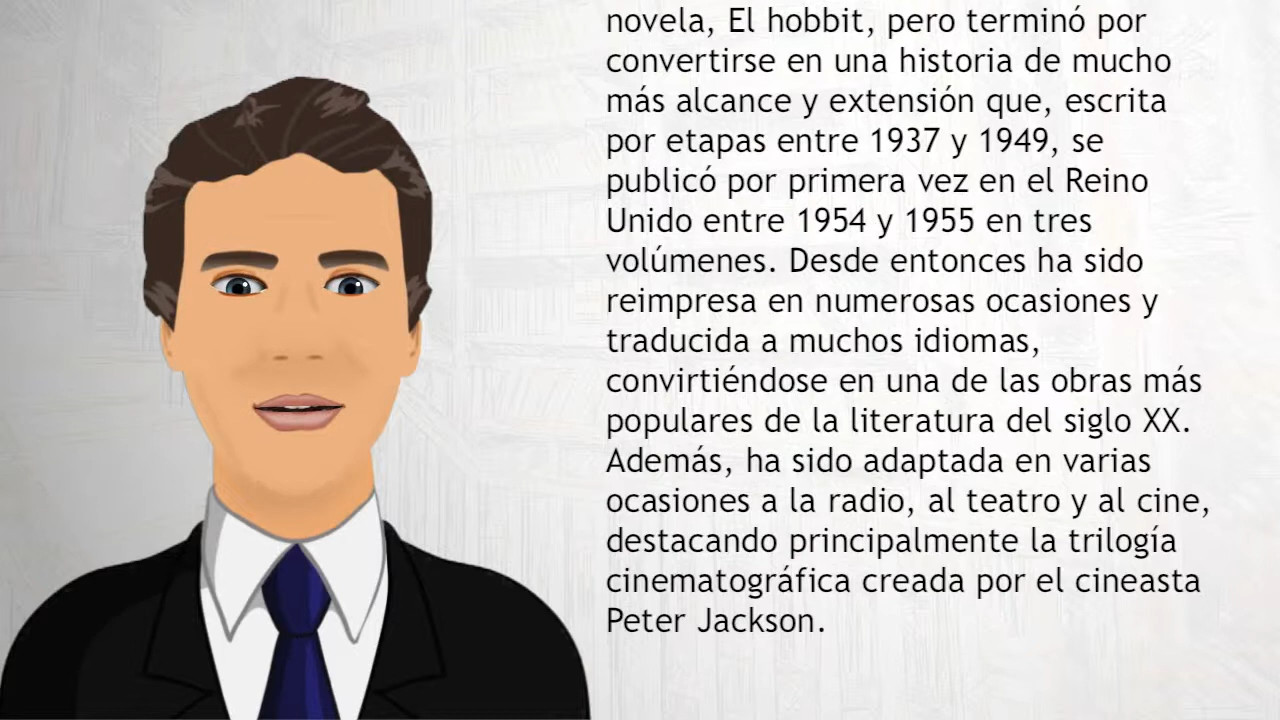 novela, El hobbit, pero terminó por
convertirse en una historia de mucho
más alcance y extensión que, escrita
por etapas entre 1937 y 1949, se
publicó por primera vez en el Reino
Unido entre 1954 y 1955 en tres
volúmenes. Desde entonces ha sido
reimpresa en numerosas ocasiones y
traducida a muchos idiomas,
convirtiéndose en una de las obras más
populares de la literatura del siglo XX.
Además, ha sido adaptada en varias
ocasiones a la radio, al teatro y al cine,
destacando principalmente la trilogía
cinematográfica creada por el cineasta
Peter Jackson.